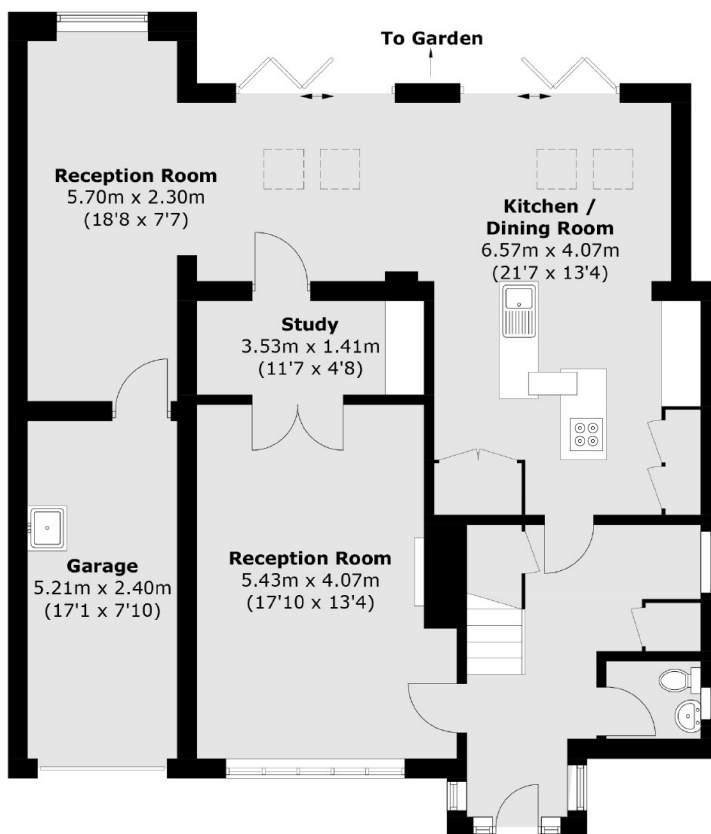 To Garden
Reception Room
5.70m x 2.30m
(18'8 x 7'7)
Kitchen /
Dining Room
6.57m x 4.07m
(21'7 x 13'4)
Study
3.53m x 1.41m
(11'7 x 4'8)
Garage
5.21m x 2.40m
(17'1 x 7'10)
Reception Room
5.43m x 4.07m
(17'10 x 13'4)